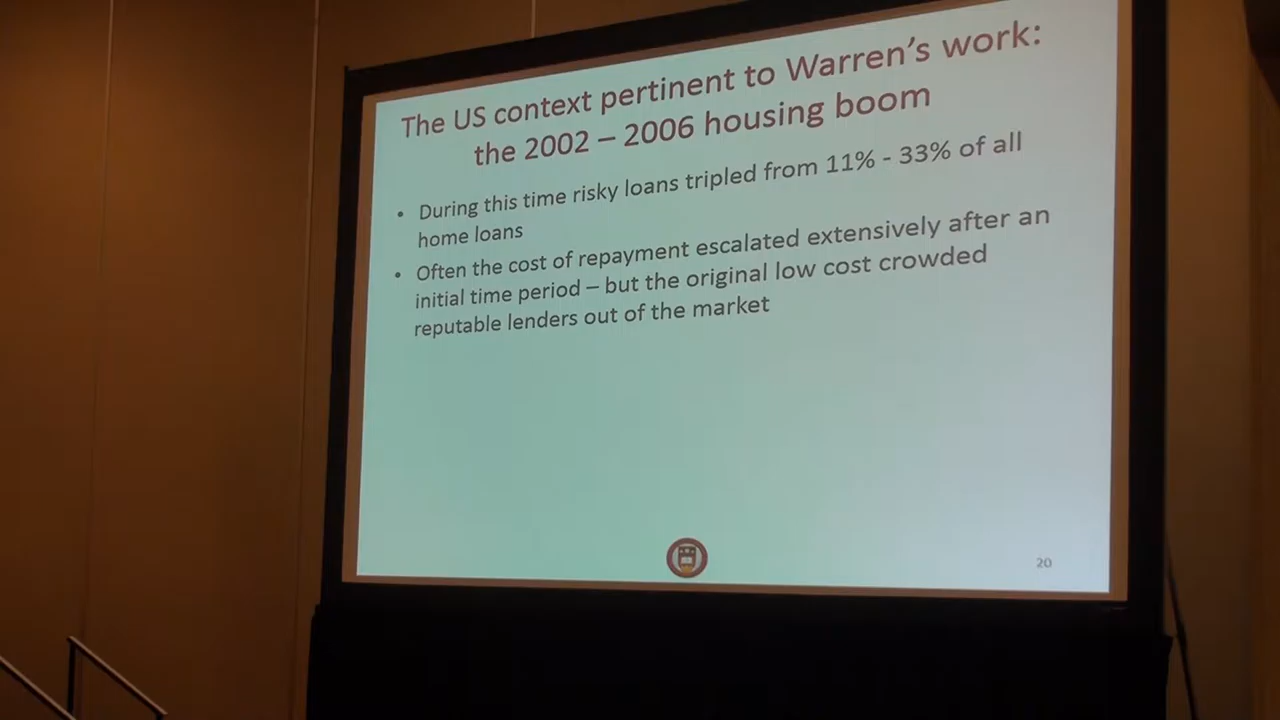 The US context pertinent to Warren's work:
the 2002 – 2006 housing boom
• During this time risky loans tripled from 11% - 33% of all
home loans
• Often the cost of repayment escalated extensively after an
initial time period – but the original low cost crowded
reputable lenders out of the market
20